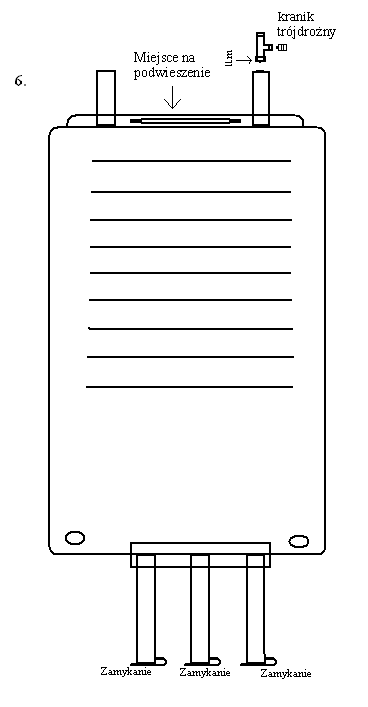 kranik
trójdrożny
Miejsce na
podwieszenie
6.
Zamykanie
Zamykanie
Zamykanie